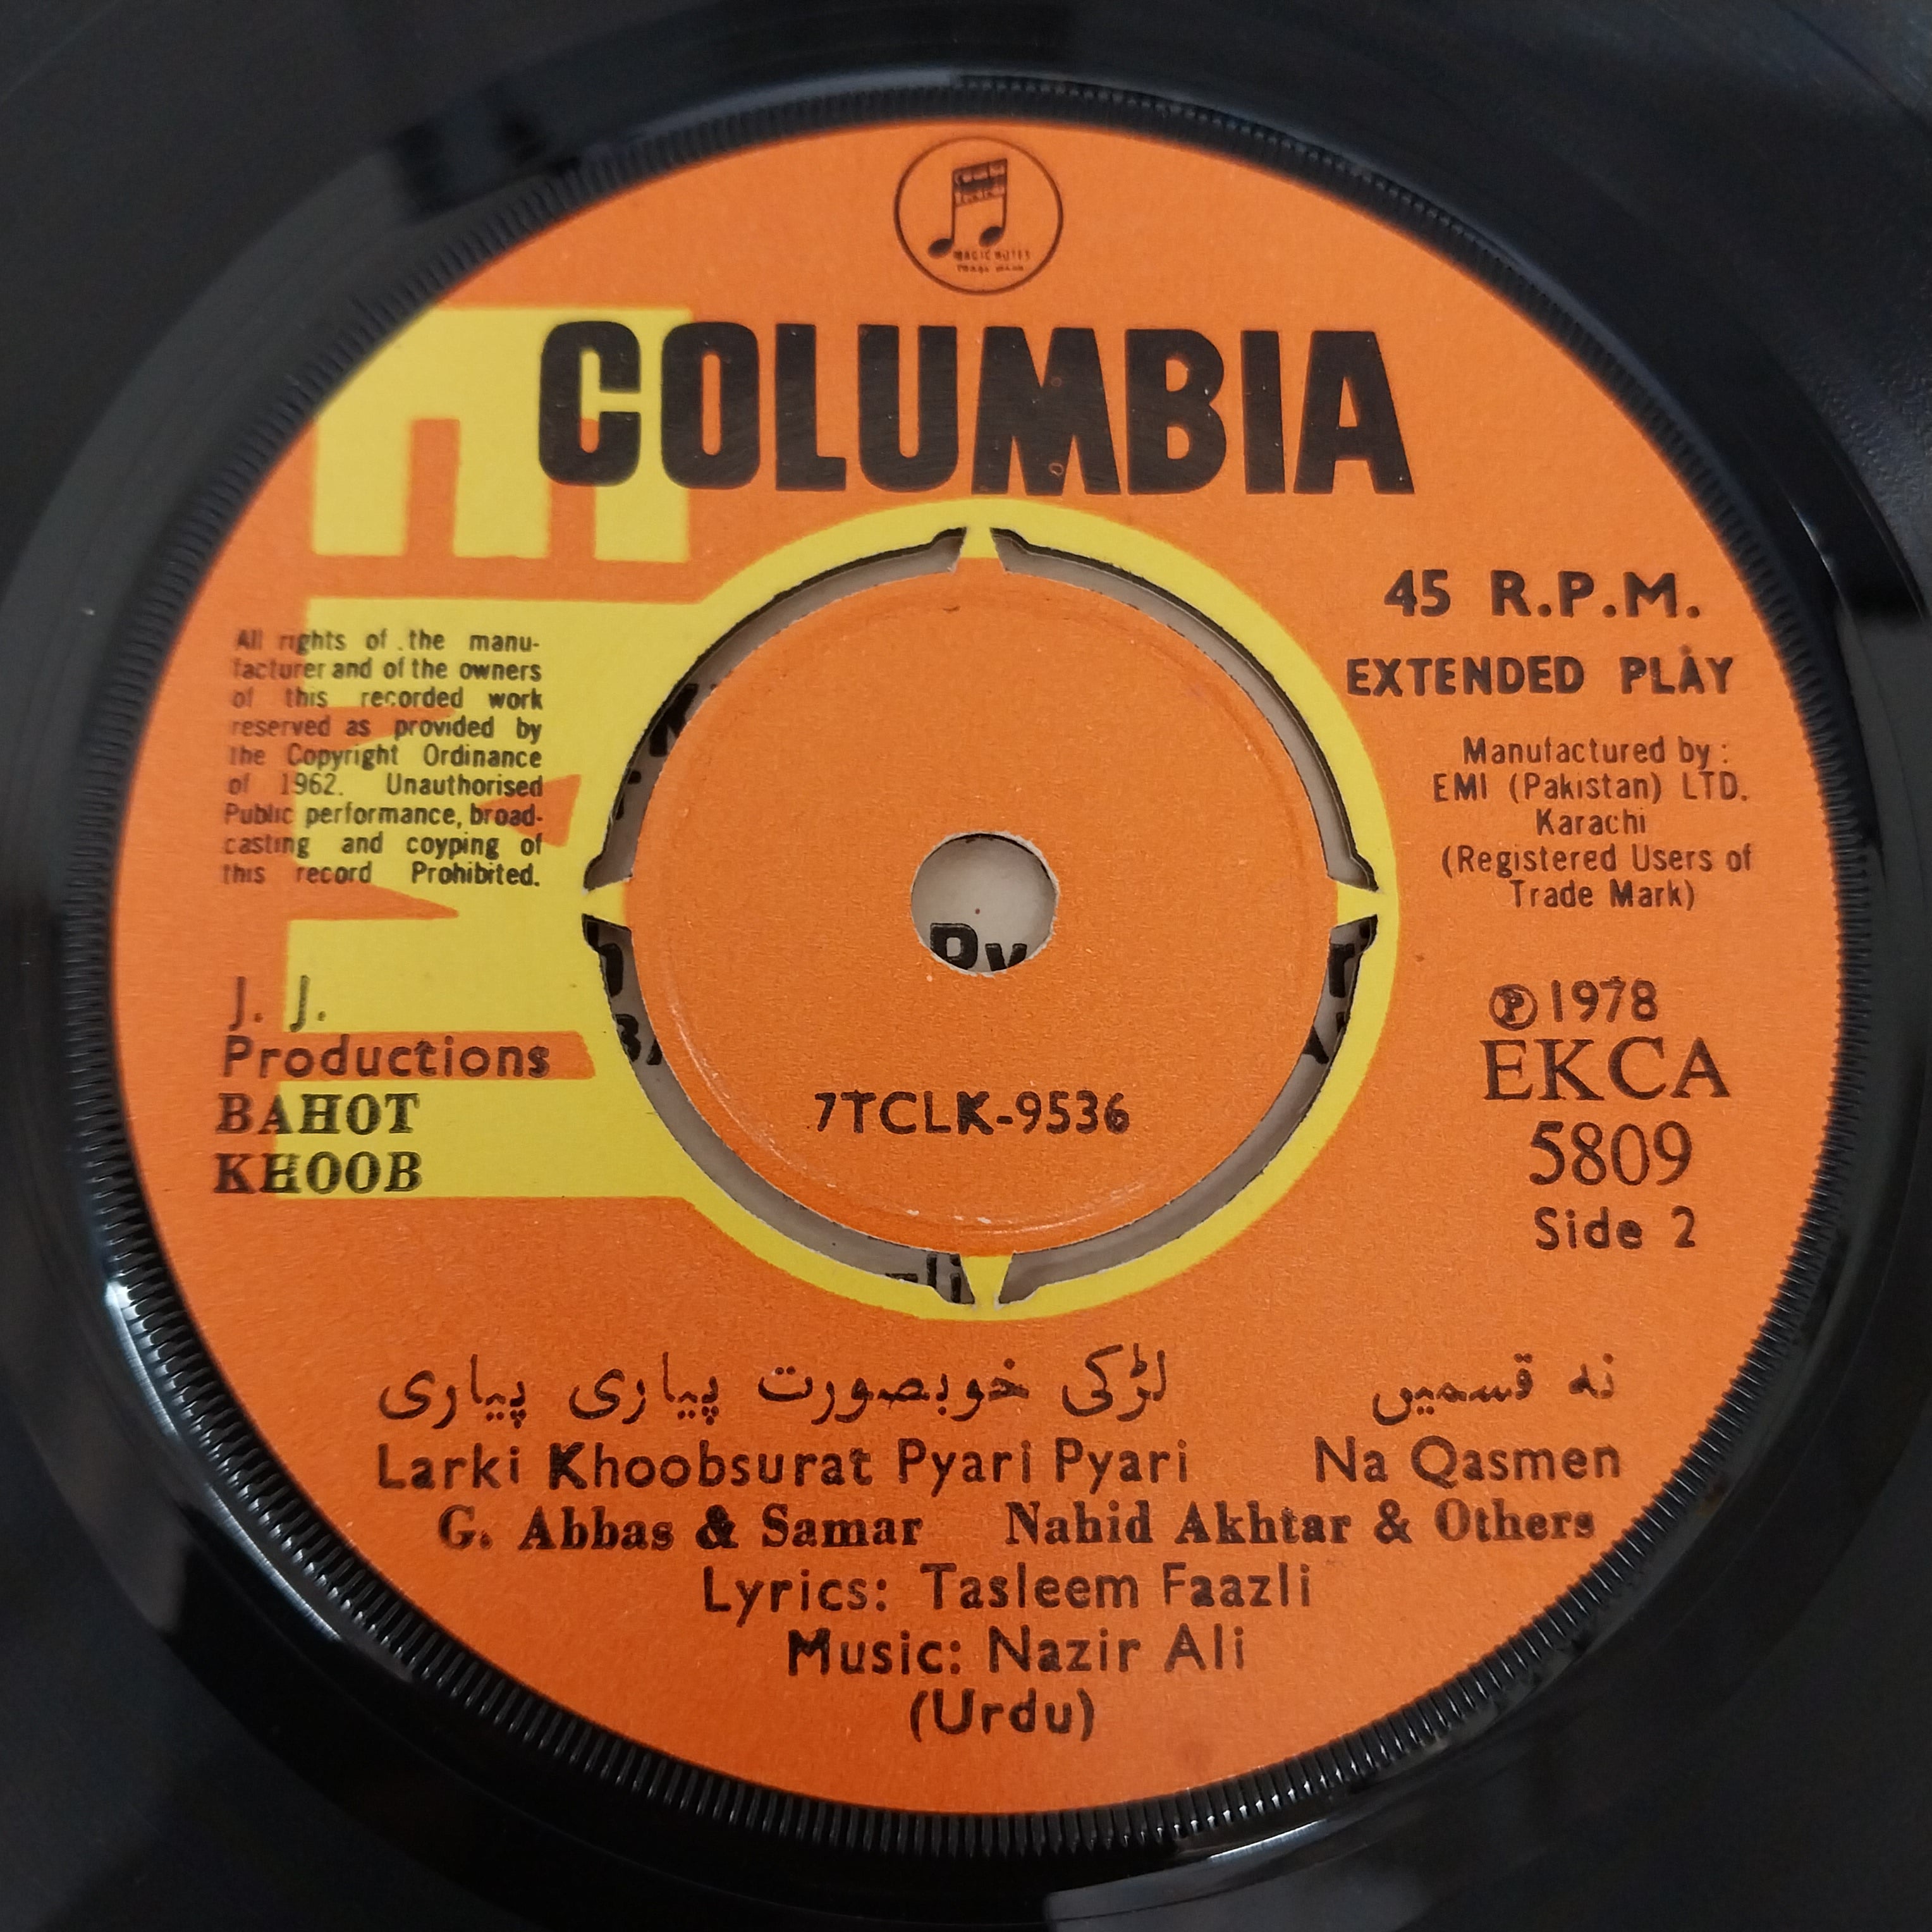 MAGIC NOTES
COLUMBIA
EMI
45 R.P.M.
EXTENDED PLAY
All rights of the manu-
facturer and of the owners
of this recorded work
reserved as provided by
the Copyright Ordinance
of 1962. Unauthorised
Public performance, broad-
casting and coyping of
this record Prohibited.
Manufactured by:
EMI (Pakistan) LTD.
Karachi
(Registered Users of
Trade Mark)
J. J.
Productions
BAHOT
KHOOB
7TCLK-9536
℗ 1978
EKCA
5809
Side 2
لڑکی خوبصورت پیاری پیاری نہ قسمیں
Larki Khoobsurat Pyari Pyari Na Qasmen
G. Abbas & Samar Nahid Akhtar & Others
Lyrics: Tasleem Faazli
Music: Nazir Ali
(Urdu)